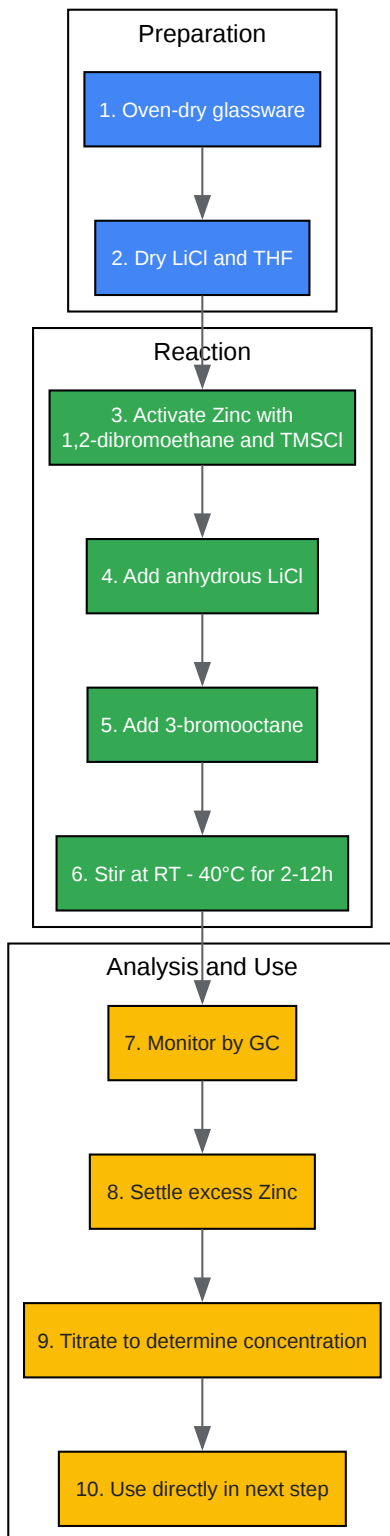 Preparation
1. Oven-dry glassware
2. Dry LiCl and THF
Reaction
3. Activate Zinc with
1,2-dibromoethane and TMSCl
4. Add anhydrous LiCl
5. Add 3-bromooctane
6. Stir at RT - 40°C for 2-12h
Analysis and Use
7. Monitor by GC
8. Settle excess Zinc
9. Titrate to determine concentration
10. Use directly in next step